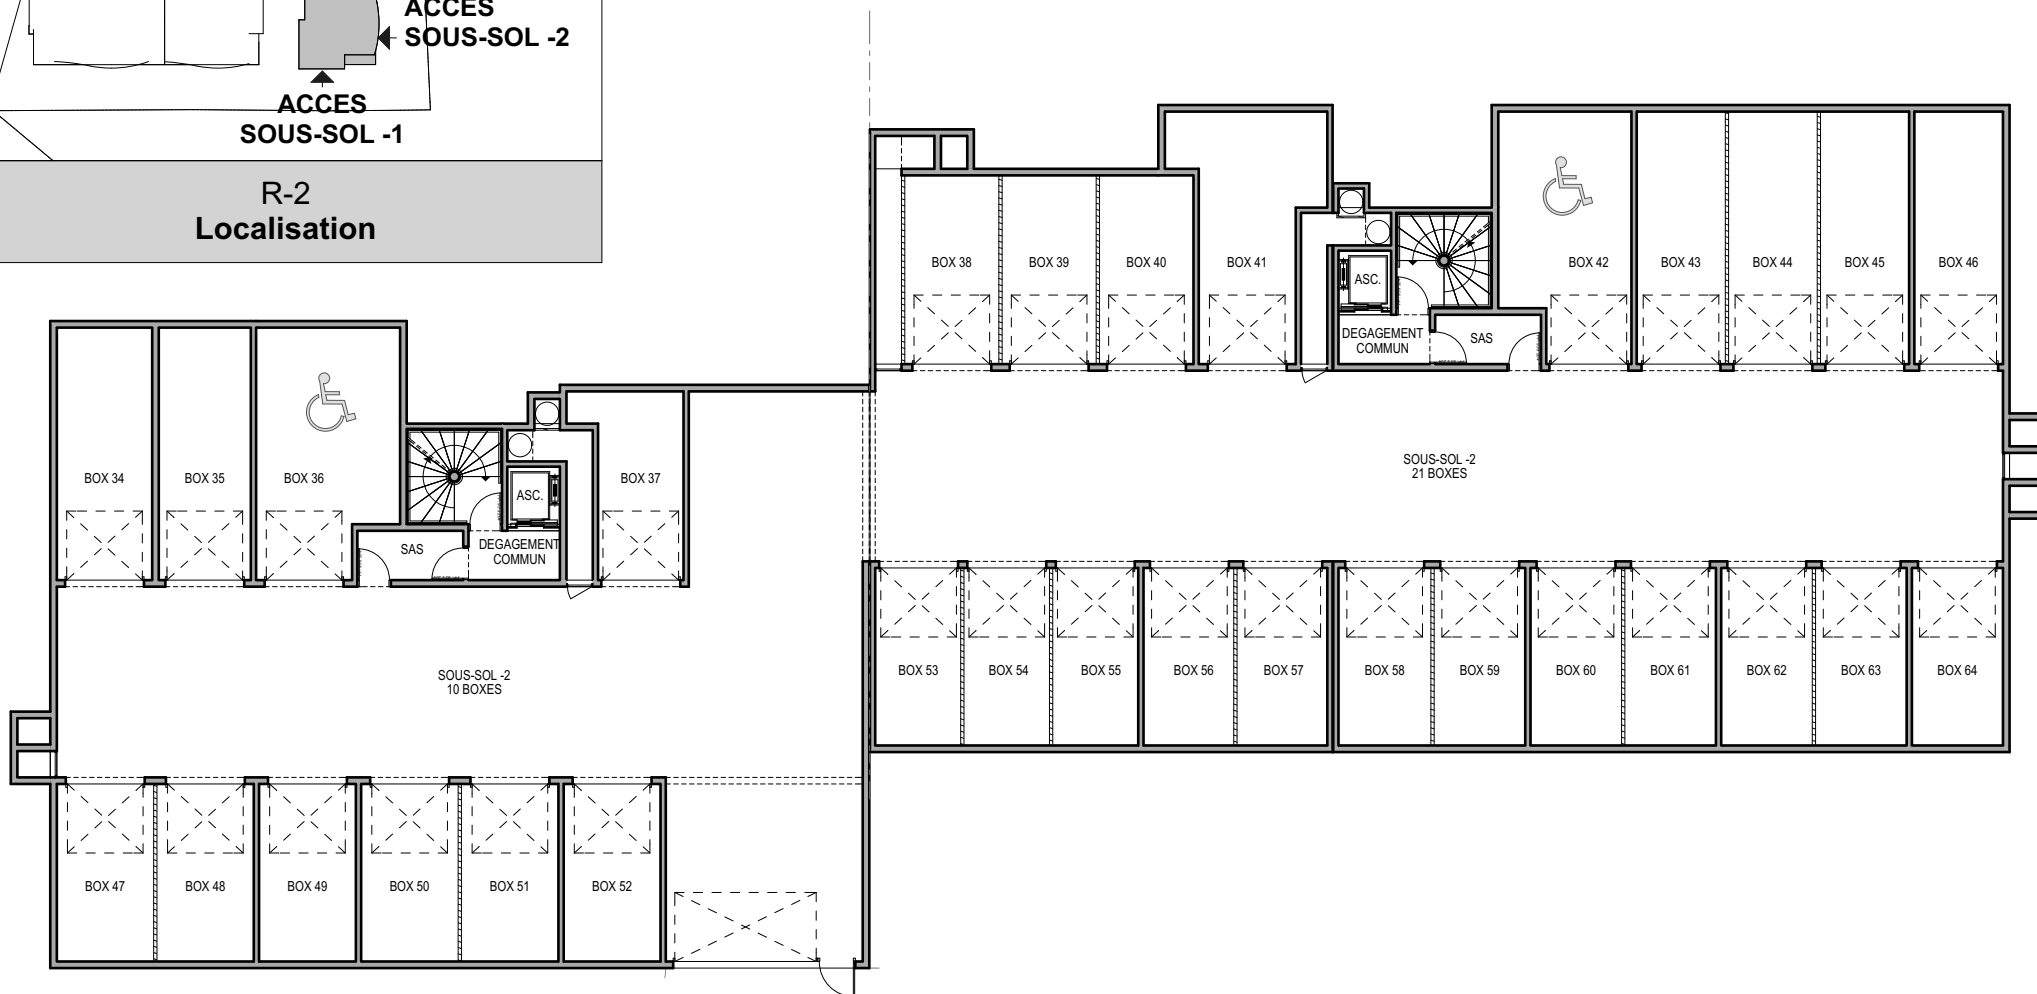 ACCES
SOUS-SOL -2
ACCES
SOUS-SOL -1
R-2
Localisation
BOX 38
BOX 39
BOX 40
BOX 41
ASC.
DEGAGEMENT
COMMUN
SAS
BOX 42
BOX 43
BOX 44
BOX 45
BOX 46
BOX 34
BOX 35
BOX 36
SAS
ASC.
DEGAGEMENT
COMMUN
BOX 37
SOUS-SOL -2
21 BOXES
SOUS-SOL -2
10 BOXES
BOX 53
BOX 54
BOX 55
BOX 56
BOX 57
BOX 58
BOX 59
BOX 60
BOX 61
BOX 62
BOX 63
BOX 64
BOX 47
BOX 48
BOX 49
BOX 50
BOX 51
BOX 52